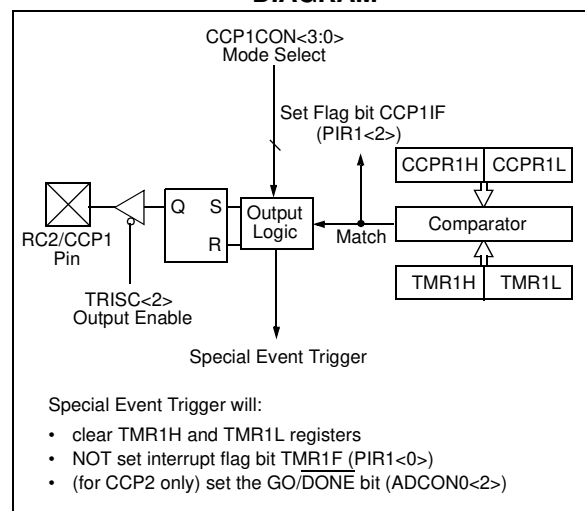 DIAGRAM
CCP1CON<3:0>
Mode Select
Set Flag bit CCP1IF
(PIR1<2>)
CCPR1H CCPR1L
Q S
R
Output
Logic
Match
Comparator
RC2/CCP1
Pin
TRISC<2>
Output Enable
TMR1H TMR1L
Special Event Trigger
Special Event Trigger will:
• clear TMR1H and TMR1L registers
• NOT set interrupt flag bit TMR1F (PIR1<0>)
• (for CCP2 only) set the GO/DONE bit (ADCON0<2>)